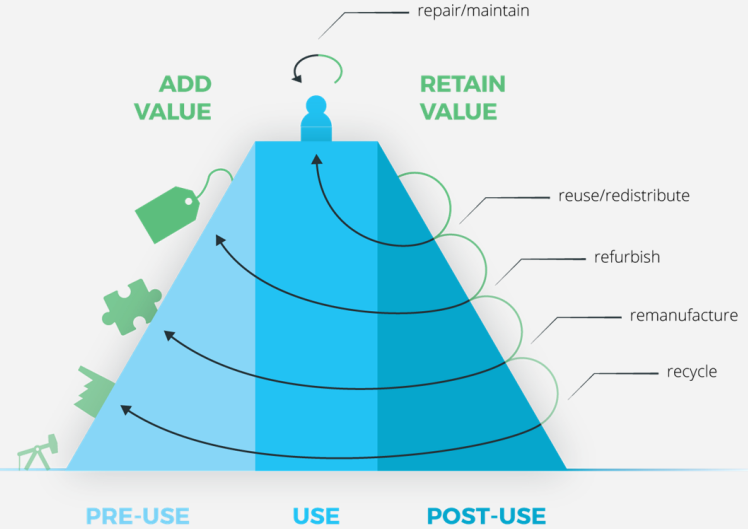 repair/maintain
ADD
VALUE
RETAIN
VALUE
reuse/redistribute
refurbish
remanufacture
recycle
PRE-USE
USE
POST-USE